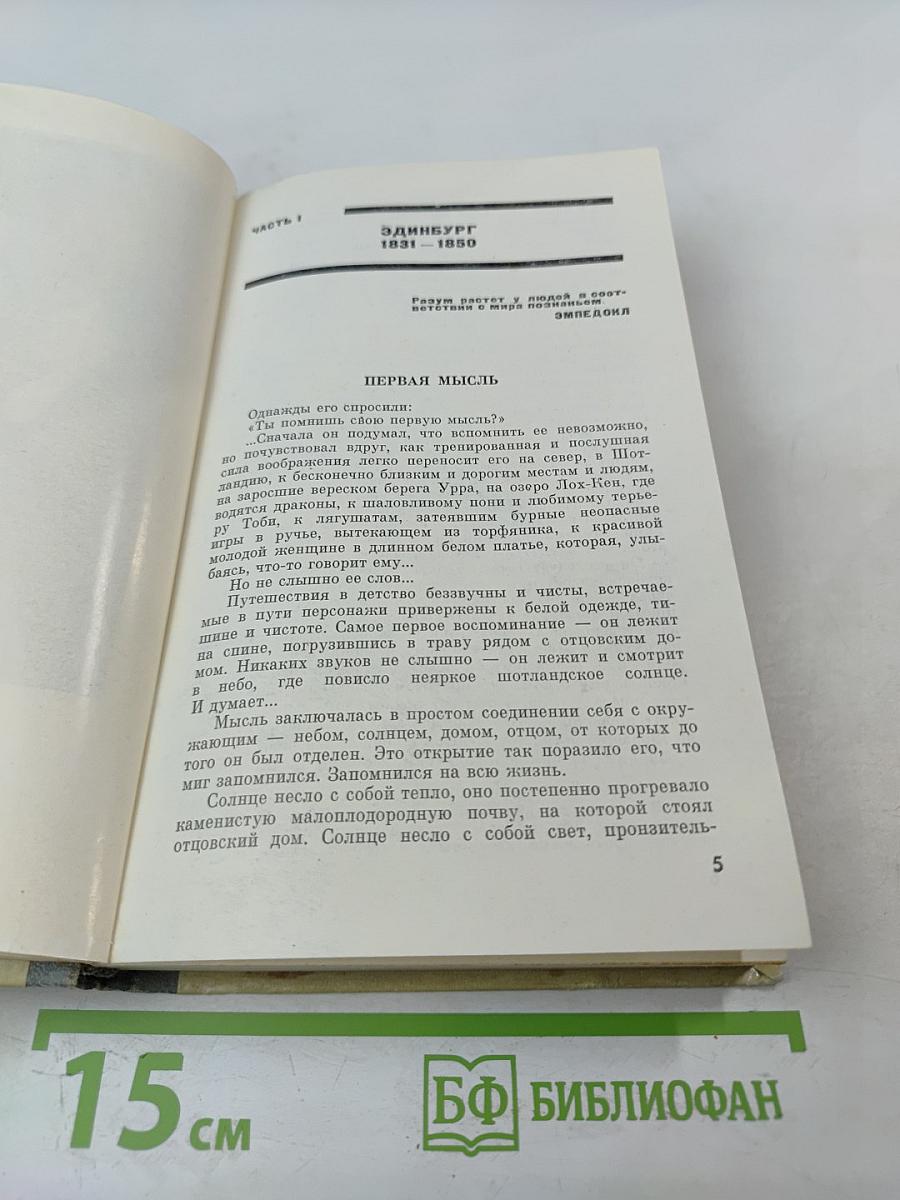 ЧАСТЬ I
ЭДИНБУРГ
1831 — 1850
Разум растет у людей в соот-
ветствии с мира познаньем.
ЭМПЕДОКЛ
ПЕРВАЯ МЫСЛЬ
Однажды его спросили:
«Ты помнишь свою первую мысль?»
...Сначала он подумал, что вспомнить ее невозможно,
но почувствовал вдруг, как тренированная и послушная
сила воображения легко переносит его на север, в Шот-
ландию, к бесконечно близким и дорогим местам и людям,
на заросшие вереском берега Урра, на озеро Лох-Кен, где
водятся драконы, к шаловливому пони и любимому терье-
ру Тоби, к лягушатам, затеявшим бурные неопасные
игры в ручье, вытекающем из торфяника, к красивой
молодой женщине в длинном белом платье, которая, улы-
баясь, что-то говорит ему...
Но не слышно ее слов...
Путешествия в детство беззвучны и чисты, встречае-
мые в пути персонажи привержены к белой одежде, ти-
шине и чистоте. Самое первое воспоминание — он лежит
на спине, погрузившись в траву рядом с отцовским до-
мом. Никаких звуков не слышно — он лежит и смотрит
в небо, где повисло неяркое шотландское солнце.
И думает...
Мысль заключалась в простом соединении себя с окру-
жающим — небом, солнцем, домом, отцом, от которых до
того он был отделен. Это открытие так поразило его, что
миг запомнился. Запомнился на всю жизнь.
Солнце несло с собой тепло, оно постепенно прогревало
каменистую малоплодородную почву, на которой стоял
отцовский дом. Солнце несло с собой свет, пронзитель-
5
15 см
БФ БИБЛИОФАН